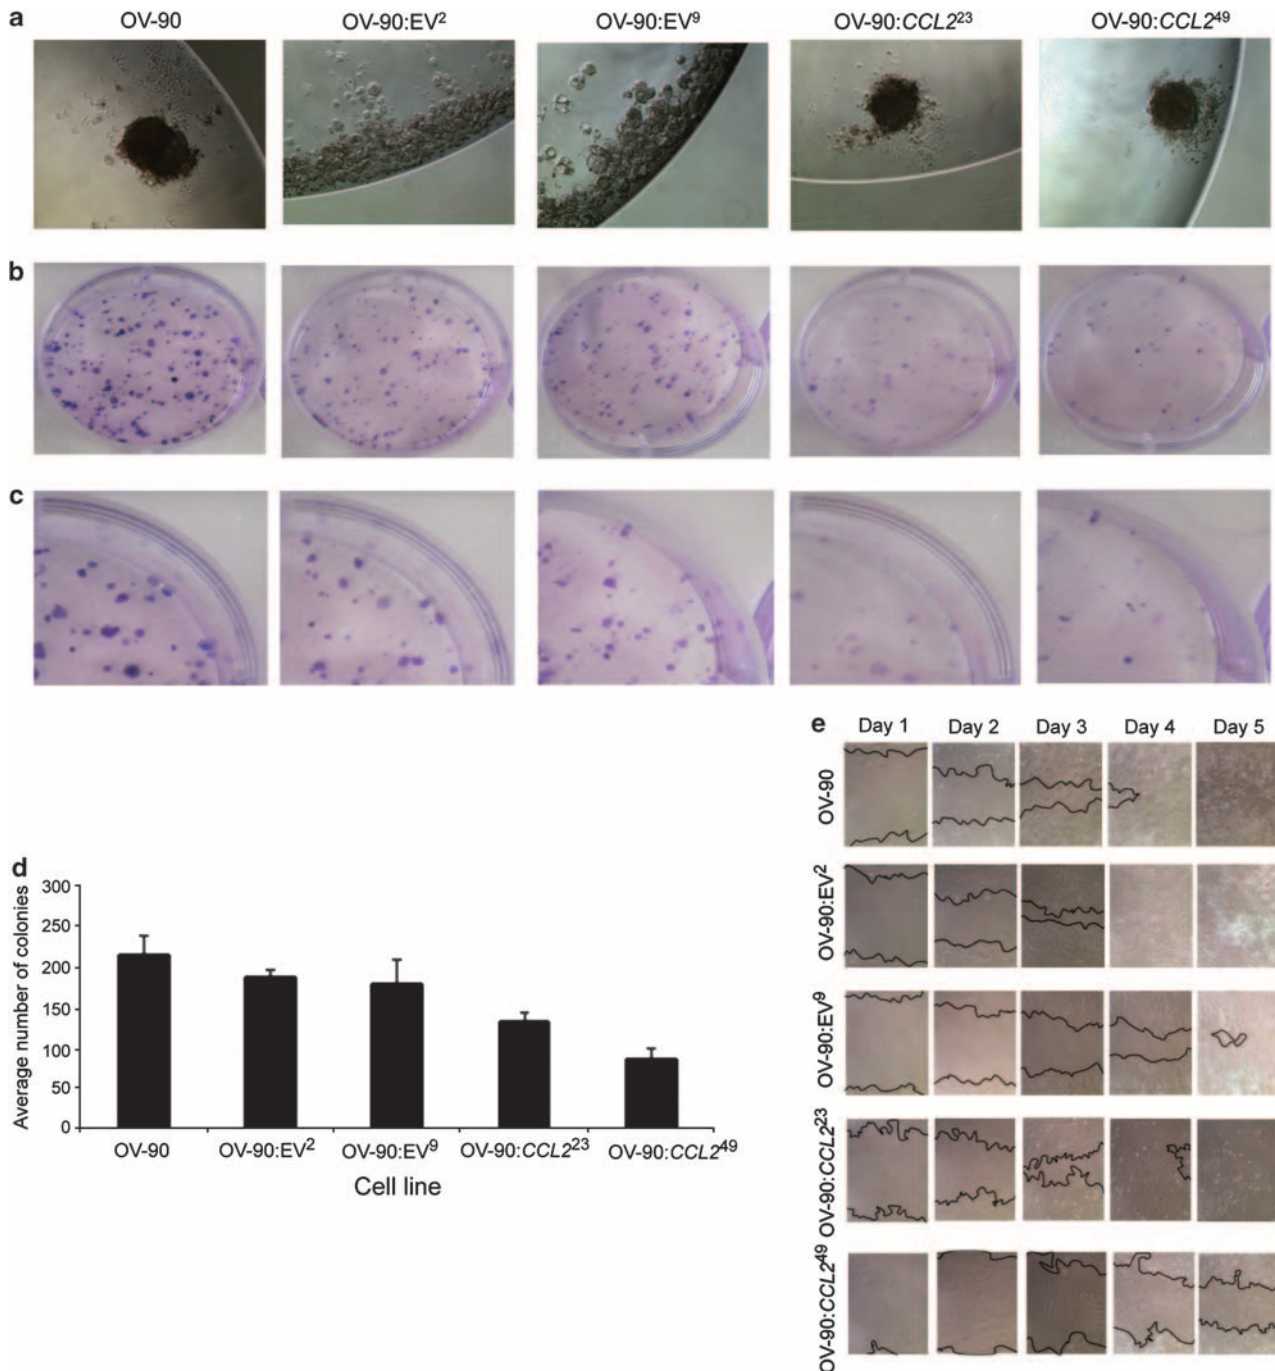 a
OV-90
OV-90:EV²
OV-90:EV⁹
OV-90:CCL2²³
OV-90:CCL2⁴⁹
b
c
d
Average number of colonies
300
250
200
150
100
50
0
OV-90
OV-90:EV²
OV-90:EV⁹
OV-90:CCL2²³
OV-90:CCL2⁴⁹
Cell line
e
Day 1
Day 2
Day 3
Day 4
Day 5
OV-90
OV-90:EV²
OV-90:EV⁹
OV-90:CCL2²³
OV-90:CCL2⁴⁹